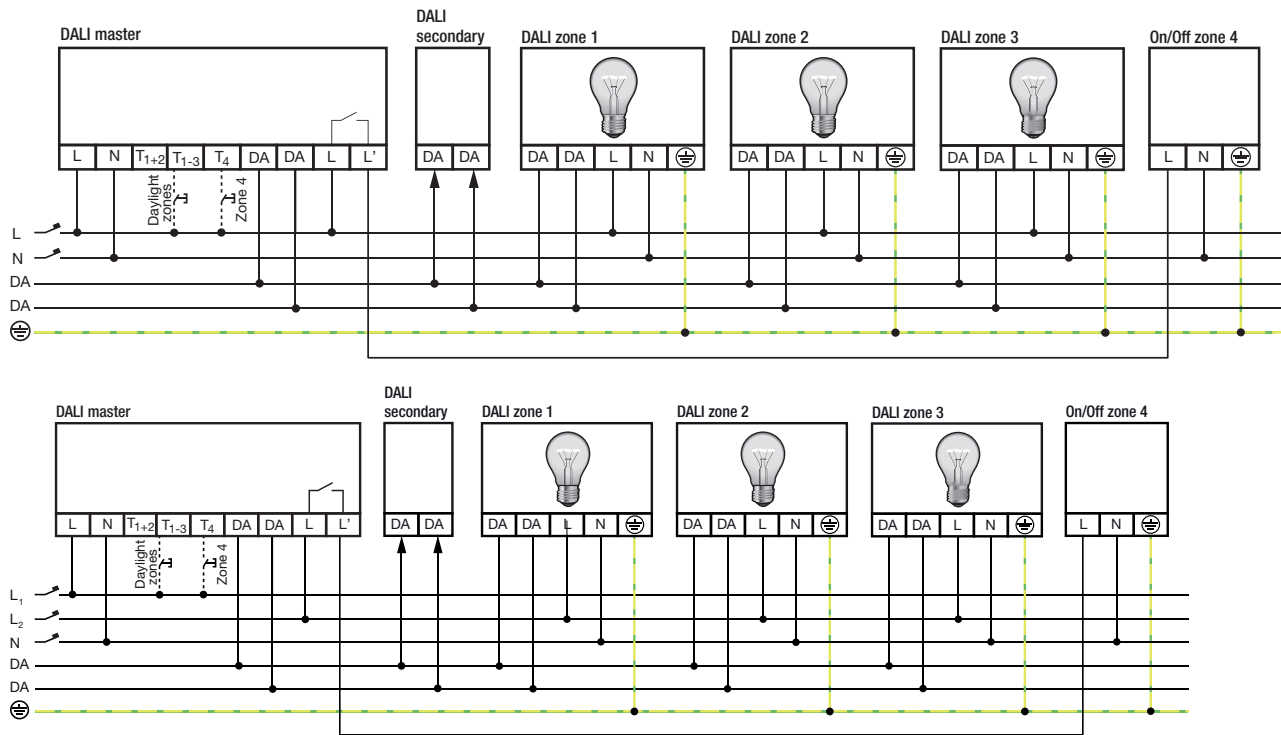 DALI master
DALI secondary
DALI zone 1
DALI zone 2
DALI zone 3
On/Off zone 4
L N T1+2 T1-3 T4 DA DA L L'
DA DA
DA DA L N
DA DA L N
DA DA L N
L N
Daylight zones
Zone 4
L
N
DA
DA
DALI master
DALI secondary
DALI zone 1
DALI zone 2
DALI zone 3
On/Off zone 4
L N T1+2 T1-3 T4 DA DA L L'
DA DA
DA DA L N
DA DA L N
DA DA L N
L N
Daylight zones
Zone 4
L1
L2
N
DA
DA